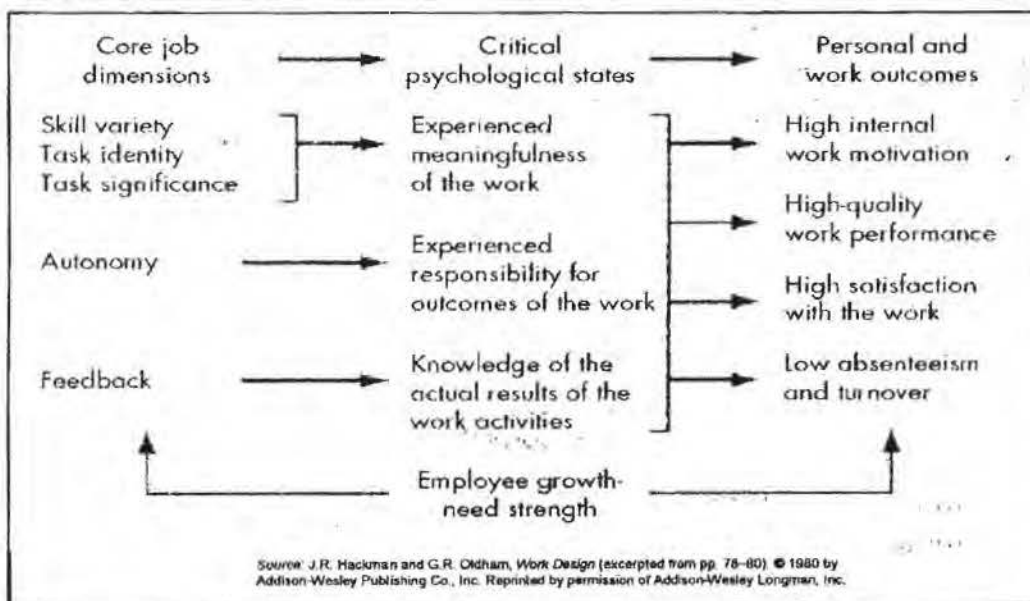 Core job
dimensions
Critical
psychological states
Personal and
work outcomes
Skill variety
Task identity
Task significance
Experienced
meaningfulness
of the work
High internal
work motivation
High-quality
work performance
Autonomy
Experienced
responsibility for
outcomes of the work
High satisfaction
with the work
Feedback
Knowledge of the
actual results of the
work activities
Low absenteeism
and turnover
Employee growth-
need strength
Source: J.R. Hackman and G.R. Oldham, Work Design (excerpted from pp. 78–80). © 1980 by
Addison-Wesley Publishing Co., Inc. Reprinted by permission of Addison-Wesley Longman, Inc.